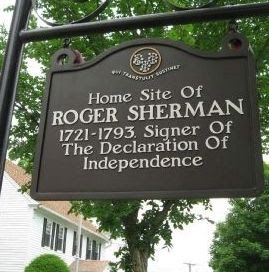 QUI TRANSTULIT SUSTINET
Home Site Of
ROGER SHERMAN
1721-1793, Signer Of
The Declaration Of
Independence